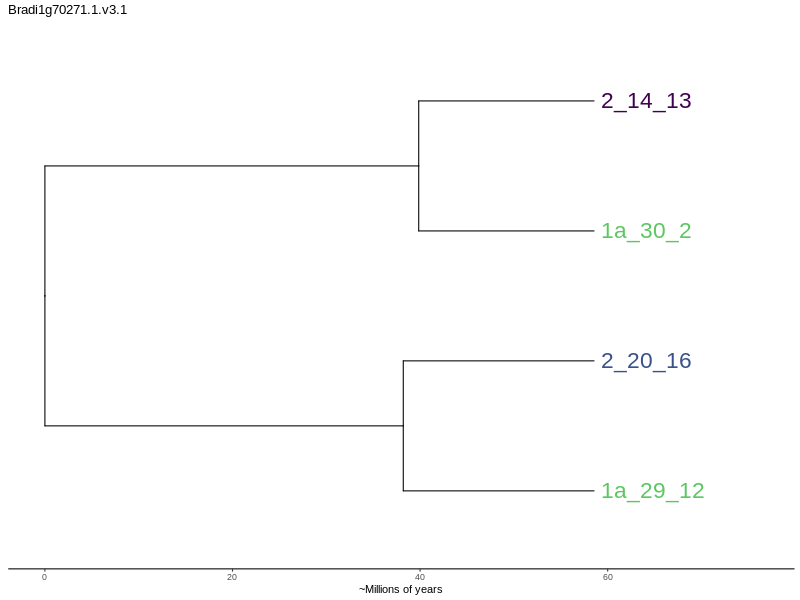 Bradi1g70271.1.v3.1
2_14_13
1a_30_2
2_20_16
1a_29_12
0 20 40 60
~Millions of years